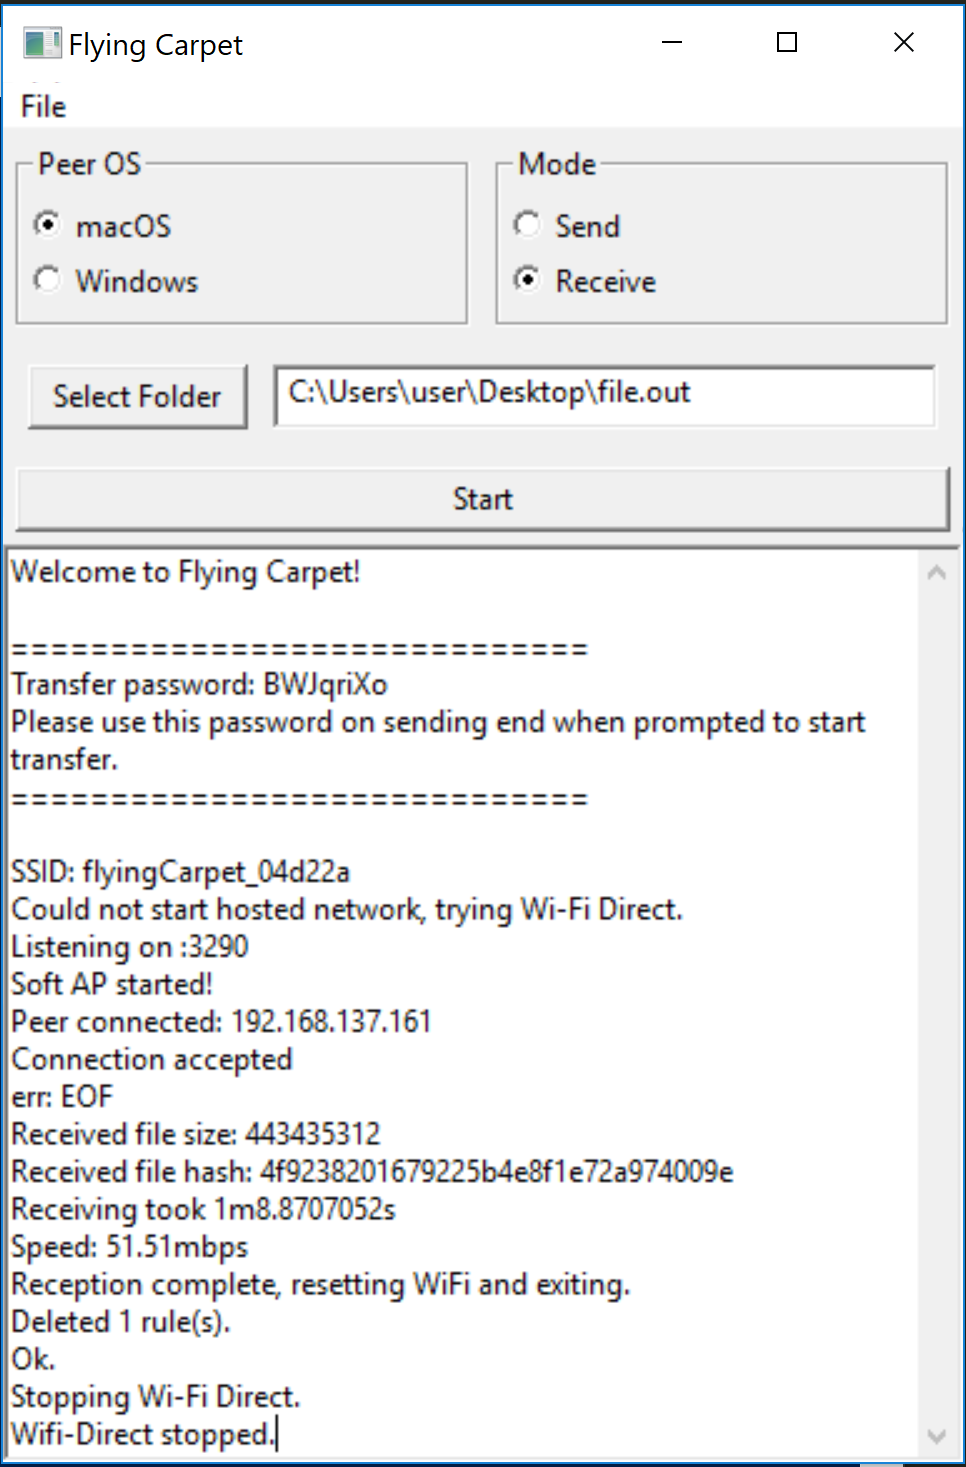 Flying Carpet
File
Peer OS
macOS
Windows
Mode
Send
Receive
Select Folder
C:\Users\user\Desktop\file.out
Start
Welcome to Flying Carpet!
=============================
Transfer password: BWJqriXo
Please use this password on sending end when prompted to start
transfer.
=============================
SSID: flyingCarpet_04d22a
Could not start hosted network, trying Wi-Fi Direct.
Listening on :3290
Soft AP started!
Peer connected: 192.168.137.161
Connection accepted
err: EOF
Received file size: 443435312
Received file hash: 4f9238201679225b4e8f1e72a974009e
Receiving took 1m8.8707052s
Speed: 51.51mbps
Reception complete, resetting WiFi and exiting.
Deleted 1 rule(s).
Ok.
Stopping Wi-Fi Direct.
Wifi-Direct stopped.